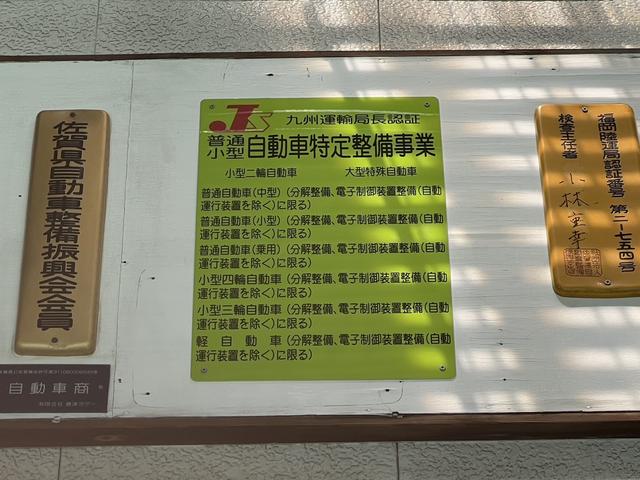 佐賀県自動車整備振興会会員
自動車商
九州運輸局長認証
普通
小型
自動車特定整備事業
小型二輪自動車 大型特殊自動車
普通自動車(中型)(分解整備、電子制御装置整備(自動
運行装置を除く)に限る)
普通自動車(小型)(分解整備、電子制御装置整備(自動
運行装置を除く)に限る)
普通自動車(乗用)(分解整備、電子制御装置整備(自動
運行装置を除く)に限る)
小型四輪自動車(分解整備、電子制御装置整備(自動
運行装置を除く)に限る)
小型三輪自動車(分解整備、電子制御装置整備(自動
運行装置を除く)に限る)
軽自動車(分解整備、電子制御装置整備(自動
運行装置を除く)に限る)
福岡陸運局認証番号 第二-七五四号
検査主任者
小林